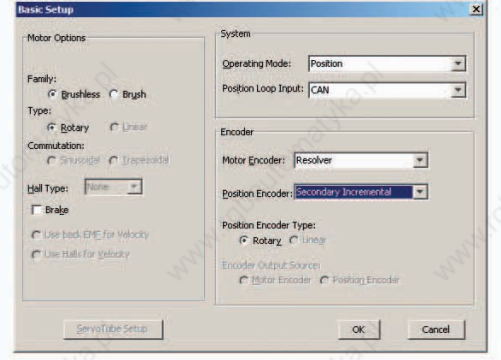 Basic Setup
Motor Options
Family:
Brushless Brush
Type:
Rotary Linear
Commutation:
Sinusoidal Trapezoidal
Hall Type: None
Brake
Use back EMF for Velocity
Use Halls for Velocity
ServoTube Setup
System
Operating Mode: Position
Position Loop Input: CAN
Encoder
Motor Encoder: Resolver
Position Encoder: Secondary Incremental
Position Encoder Type:
Rotary Linear
Encoder Output Source:
Motor Encoder Position Encoder
OK Cancel